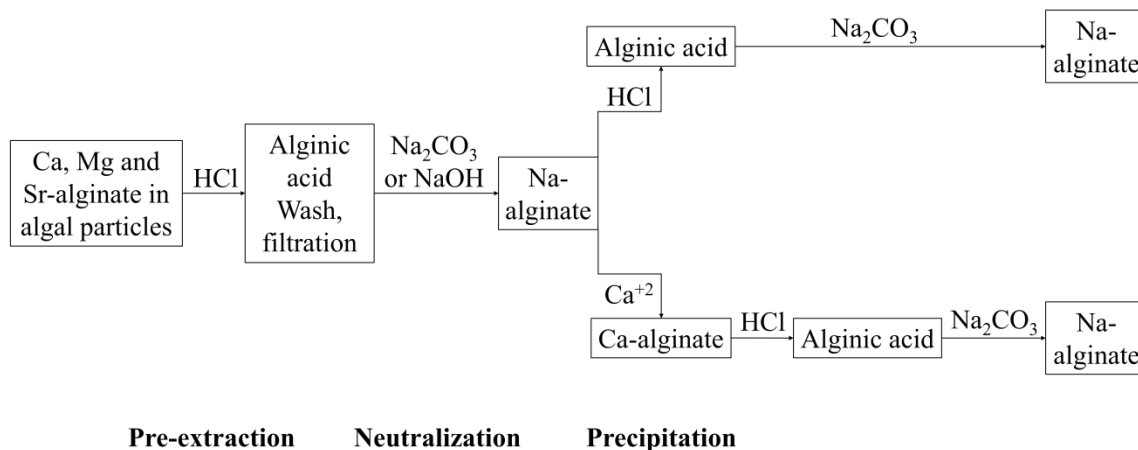 Ca, Mg and
Sr-alginate in
algal particles
HCl
Alginic
acid
Wash,
filtration
Na₂CO₃
or NaOH
Na-
alginate
HCl
Alginic acid
Na₂CO₃
Na-
alginate
Ca⁺²
Ca-alginate
HCl
Alginic acid
Na₂CO₃
Na-
alginate
Pre-extraction
Neutralization
Precipitation